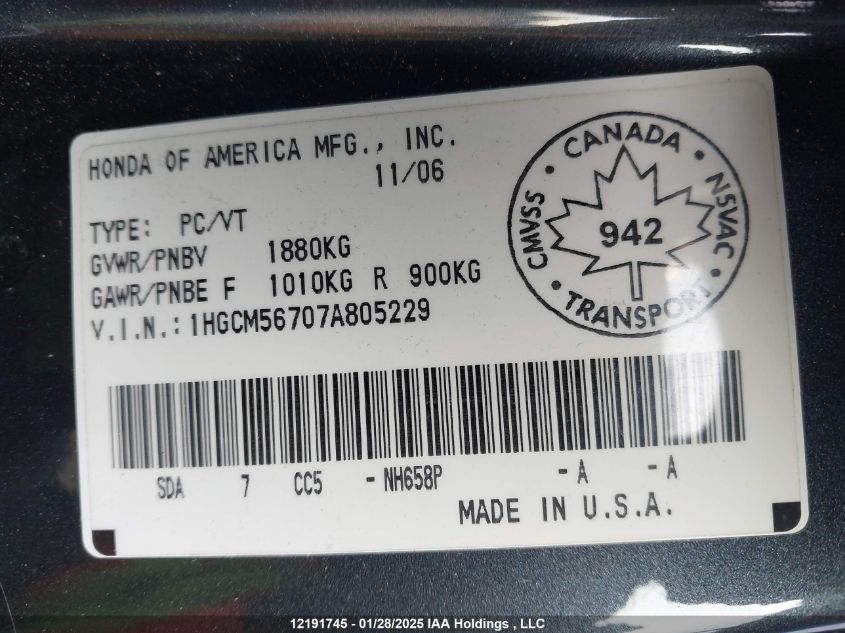 HONDA OF AMERICA MFG., INC.
11/06
TYPE: PC/VT
GVWR/PNBV 1880KG
GAWR/PNBE F 1010KG R 900KG
V.I.N.: 1HGCM56707A805229
CANADA
CMVSS 942 NSVAC
TRANSPORT
SDA 7 CC5 -NH658P -A -A
MADE IN U.S.A.
12191745 - 01/28/2025 IAA Holdings , LLC